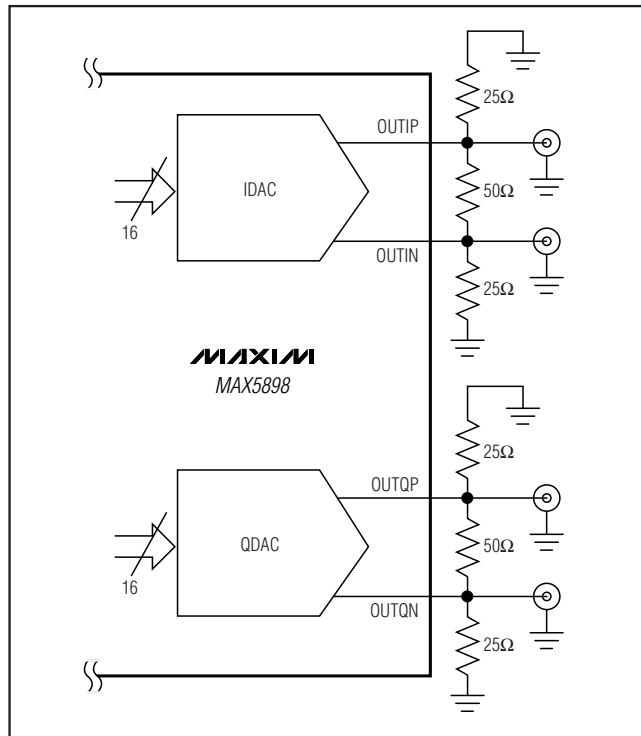 25Ω
OUTIP
IDAC
50Ω
16
OUTIN
25Ω
MAXIM
MAX5898
25Ω
OUTQP
QDAC
50Ω
16
OUTQN
25Ω